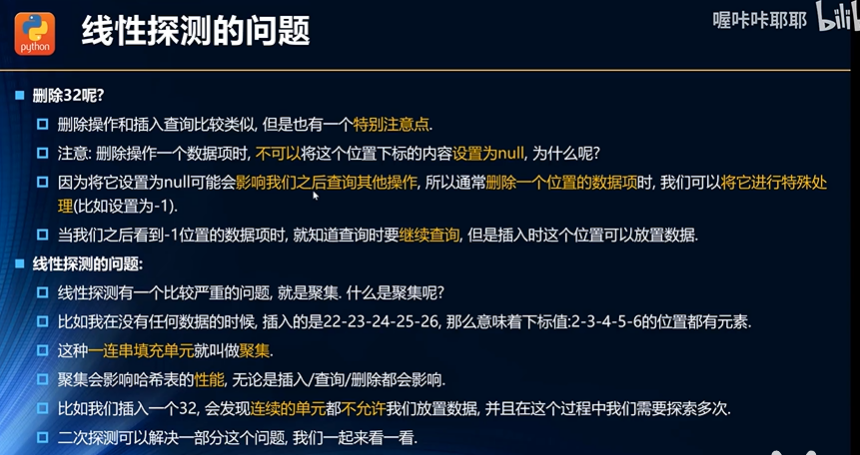 线性探测的问题
喔咔咔耶耶
python
删除32呢?
删除操作和插入查询比较类似, 但是也有一个特别注意点.
注意: 删除操作一个数据项时, 不可以将这个位置下标的内容设置为null, 为什么呢?
因为将它设置为null可能会影响我们之后查询其他操作, 所以通常删除一个位置的数据项时, 我们可以将它进行特殊处
理(比如设置为-1).
当我们之后看到-1位置的数据项时, 就知道查询时要继续查询, 但是插入时这个位置可以放置数据.
线性探测的问题:
线性探测有一个比较严重的问题, 就是聚集. 什么是聚集呢?
比如我在没有任何数据的时候, 插入的是22-23-24-25-26, 那么意味着下标值:2-3-4-5-6的位置都有元素.
这种一连串填充单元就叫做聚集.
聚集会影响哈希表的性能, 无论是插入/查询/删除都会影响.
比如我们插入一个32, 会发现连续的单元都不允许我们放置数据, 并且在这个过程中我们需要探索多次.
二次探测可以解决一部分这个问题, 我们一起来看一看.